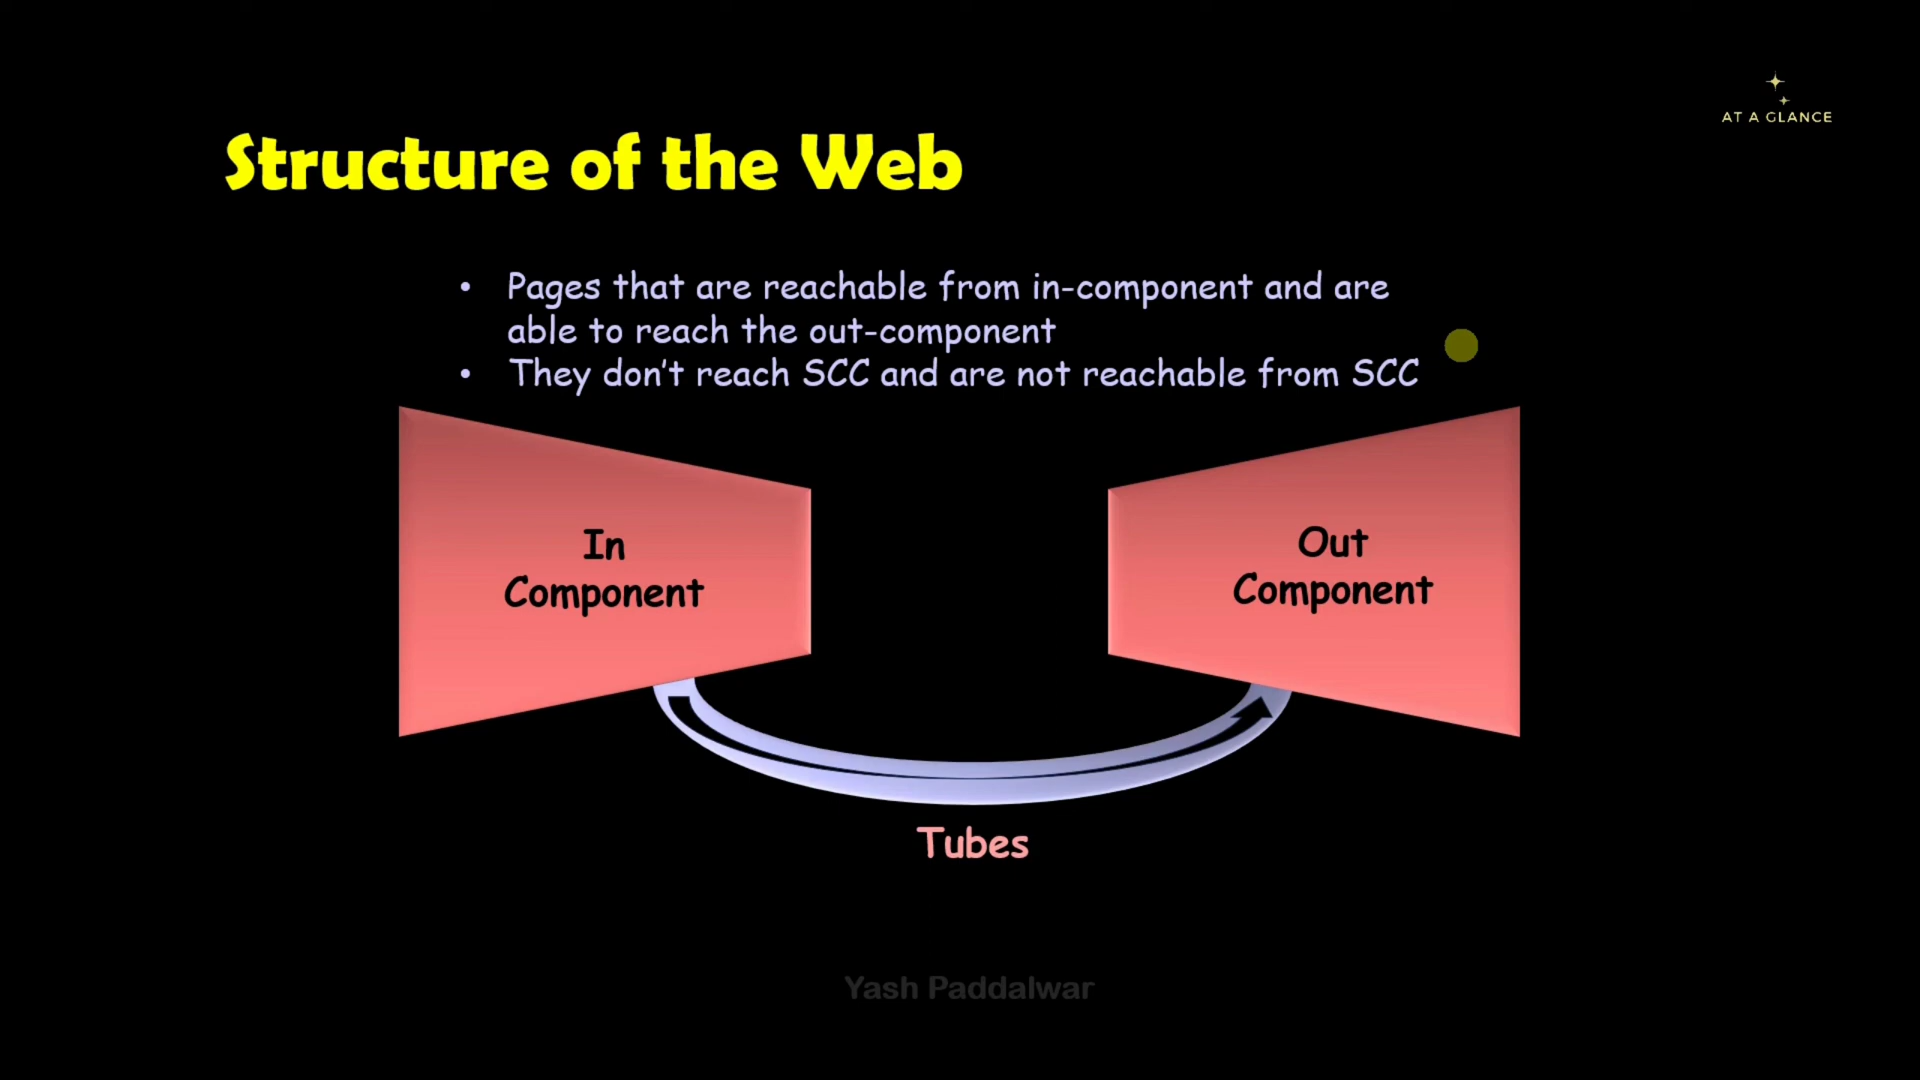 AT A GLANCE
Structure of the Web
• Pages that are reachable from in-component and are
able to reach the out-component
• They don't reach SCC and are not reachable from SCC
In
Component
Out
Component
Tubes
Yash Paddalwar